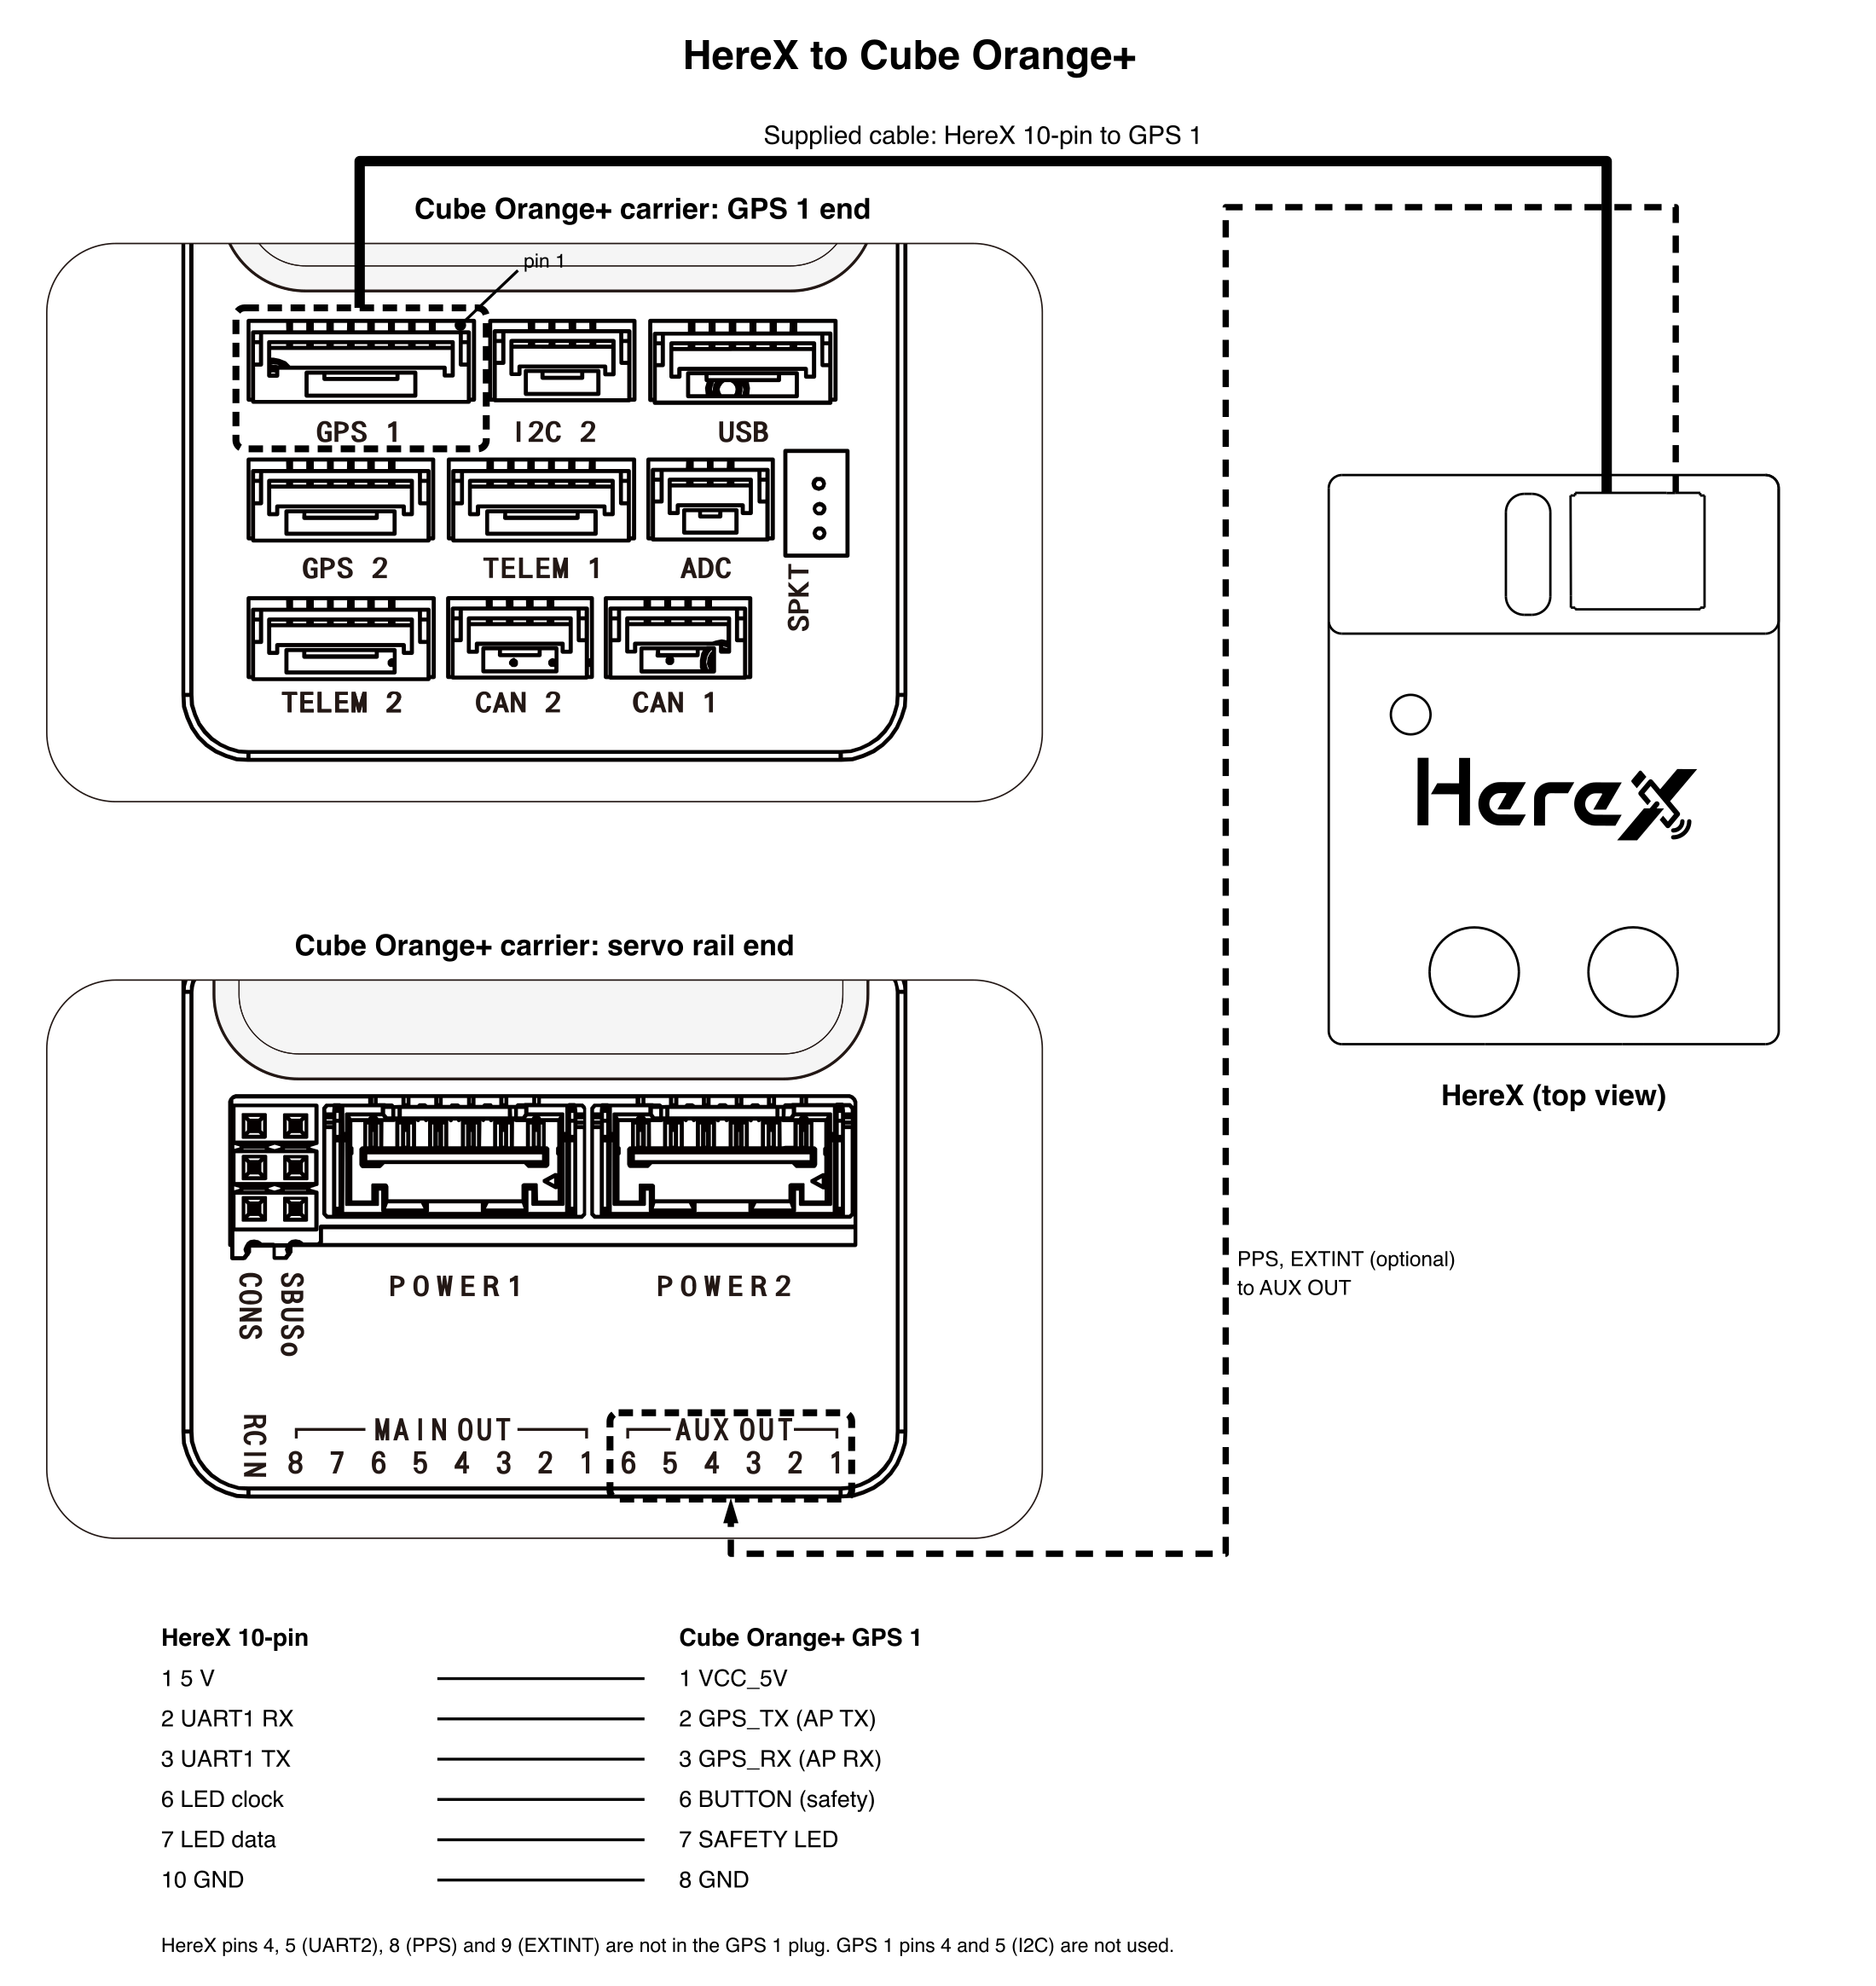 HereX to Cube Orange+
Supplied cable: HereX 10-pin to GPS 1
Cube Orange+ carrier: GPS 1 end
pin 1
GPS 1
I2C 2
USB
GPS 2
TELEM 1
ADC
SPKT
TELEM 2
CAN 2
CAN 1
HereX
HereX (top view)
Cube Orange+ carrier: servo rail end
CONS
SBUSo
POWER1
POWER2
PPS, EXTINT (optional)
to AUX OUT
RCIN
MAIN OUT
AUX OUT
8 7 6 5 4 3 2 1 6 5 4 3 2 1
HereX 10-pin Cube Orange+ GPS 1
1 5 V 1 VCC_5V
2 UART1 RX 2 GPS_TX (AP TX)
3 UART1 TX 3 GPS_RX (AP RX)
6 LED clock 6 BUTTON (safety)
7 LED data 7 SAFETY LED
10 GND 8 GND
HereX pins 4, 5 (UART2), 8 (PPS) and 9 (EXTINT) are not in the GPS 1 plug. GPS 1 pins 4 and 5 (I2C) are not used.